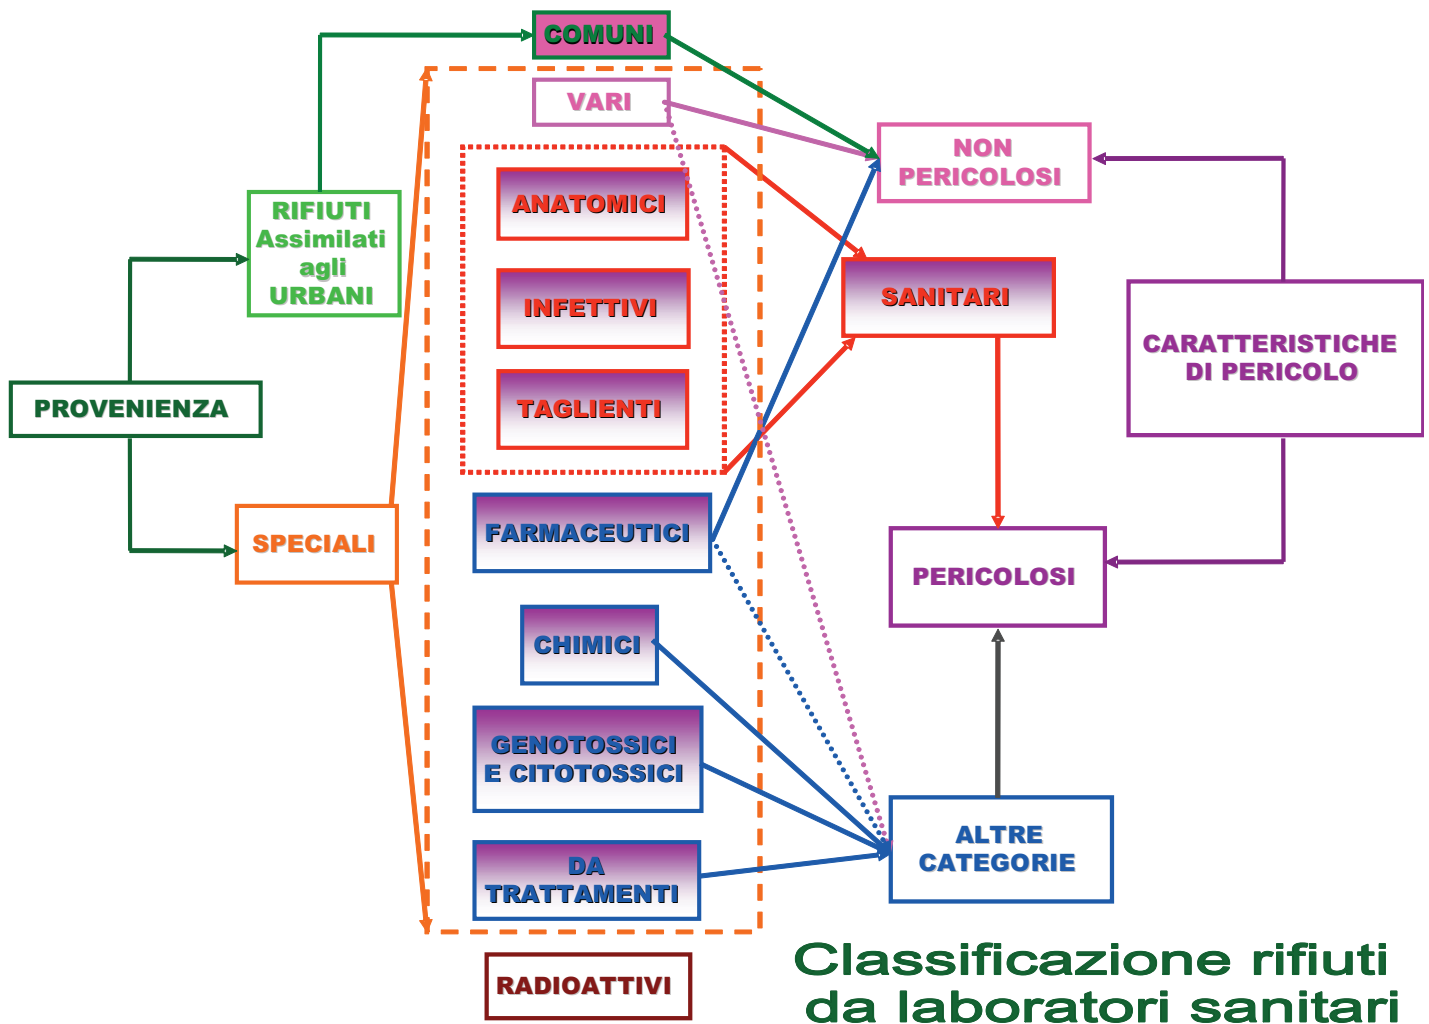 COMUNI
VARI
NON
PERICOLOSI
ANATOMICI
RIFIUTI
Assimilati
agli
URBANI
INFETTIVI
SANITARI
CARATTERISTICHE
DI PERICOLO
TAGLIENTI
PROVENIENZA
FARMACEUTICI
SPECIALI
PERICOLOSI
CHIMICI
GENOTOSSICI
E CITOTOSSICI
ALTRE
CATEGORIE
DA
TRATTAMENTI
RADIOATTIVI
Classificazione rifiuti
da laboratori sanitari